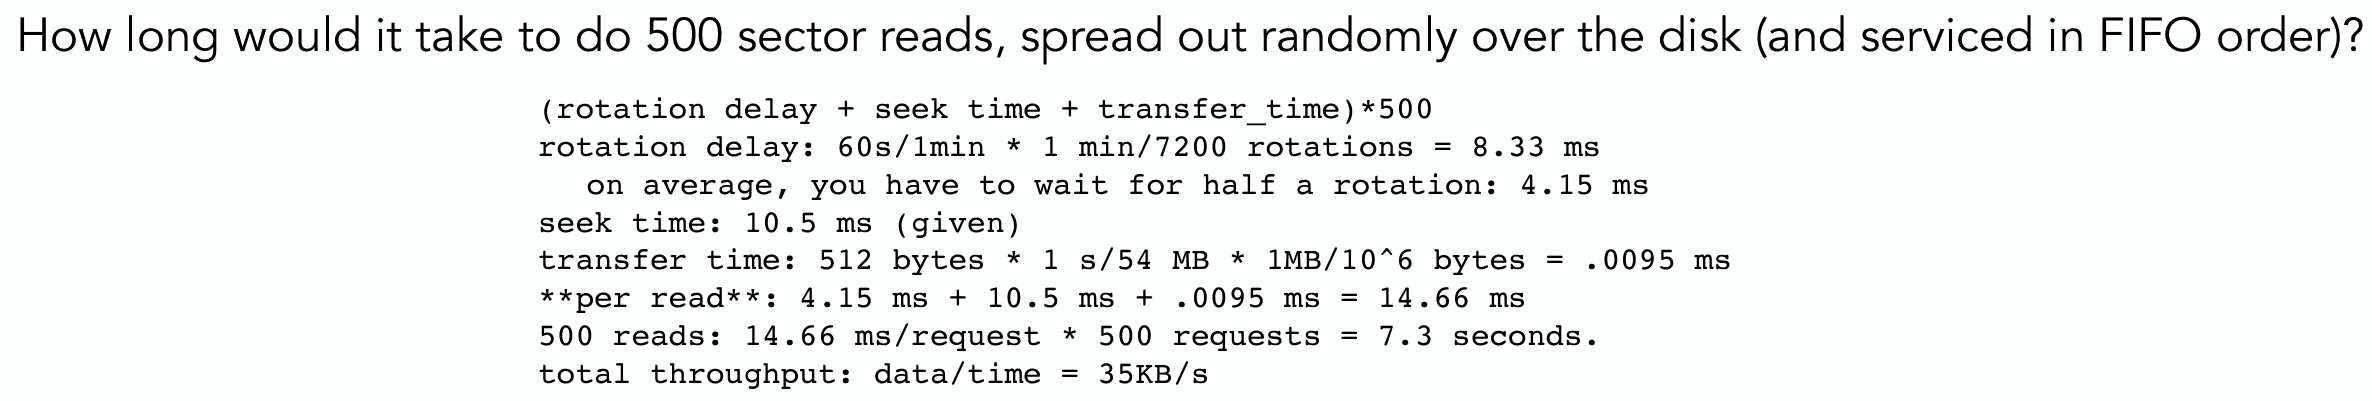 How long would it take to do 500 sector reads, spread out randomly over the disk (and serviced in FIFO order)?
(rotation delay + seek time + transfer_time)*500
rotation delay: 60s/1min * 1 min/7200 rotations = 8.33 ms
on average, you have to wait for half a rotation: 4.15 ms
seek time: 10.5 ms (given)
transfer time: 512 bytes * 1 s/54 MB * 1MB/10^6 bytes = .0095 ms
**per read**: 4.15 ms + 10.5 ms + .0095 ms = 14.66 ms
500 reads: 14.66 ms/request * 500 requests = 7.3 seconds.
total throughput: data/time = 35KB/s